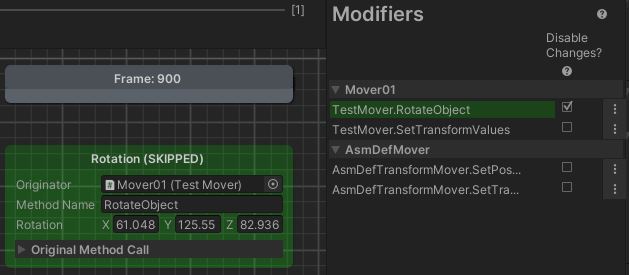 [1]
Frame: 900
Rotation (SKIPPED)
Originator # Mover01 (Test Mover)
Method Name RotateObject
Rotation X 61.048 Y 125.55 Z 82.936
Original Method Call
Modifiers ?
Disable
Changes?
?
Mover01
TestMover.RotateObject
TestMover.SetTransformValues
AsmDefMover
AsmDefTransformMover.SetPos...
AsmDefTransformMover.SetTra...